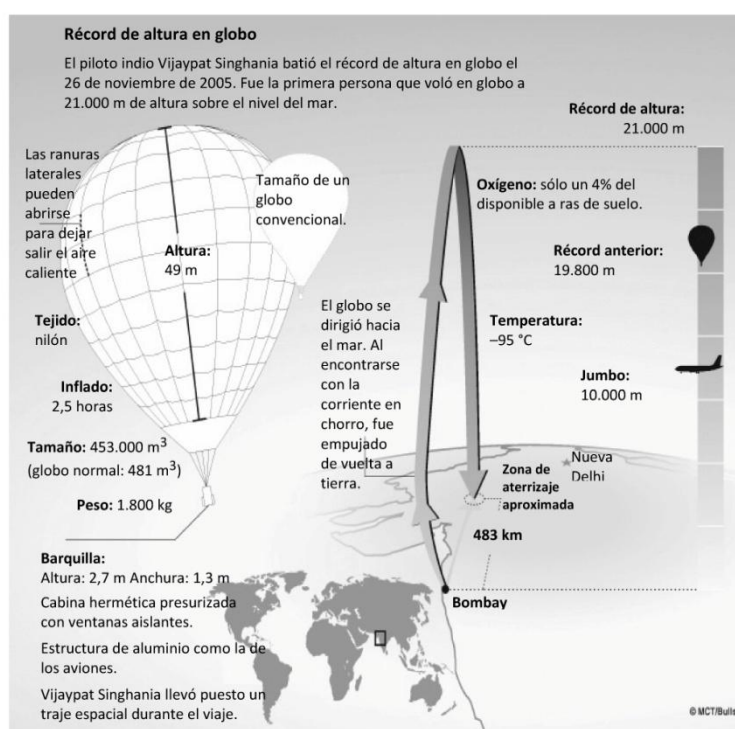 Récord de altura en globo
El piloto indio Vijaypat Singhania batió el récord de altura en globo el
26 de noviembre de 2005. Fue la primera persona que voló en globo a
21.000 m de altura sobre el nivel del mar.
Las ranuras
laterales
pueden
abrirse
para dejar
salir el aire
caliente
Tamaño de un
globo
convencional.
Altura:
49 m
Tejido:
nilón
Inflado:
2,5 horas
Tamaño: 453.000 m³
(globo normal: 481 m³)
Peso: 1.800 kg
Barquilla:
Altura: 2,7 m Anchura: 1,3 m
Cabina hermética presurizada
con ventanas aislantes.
Estructura de aluminio como la de
los aviones.
Vijaypat Singhania llevó puesto un
traje espacial durante el viaje.
El globo se
dirigió hacia
el mar. Al
encontrarse
con la
corriente en
chorro, fue
empujado
de vuelta a
tierra.
Récord de altura:
21.000 m
Oxígeno: sólo un 4% del
disponible a ras de suelo.
Récord anterior:
19.800 m
Temperatura:
–95 °C
Jumbo:
10.000 m
Nueva
Delhi
Zona de
aterrizaje
aproximada
483 km
Bombay
© MCT/Bulls